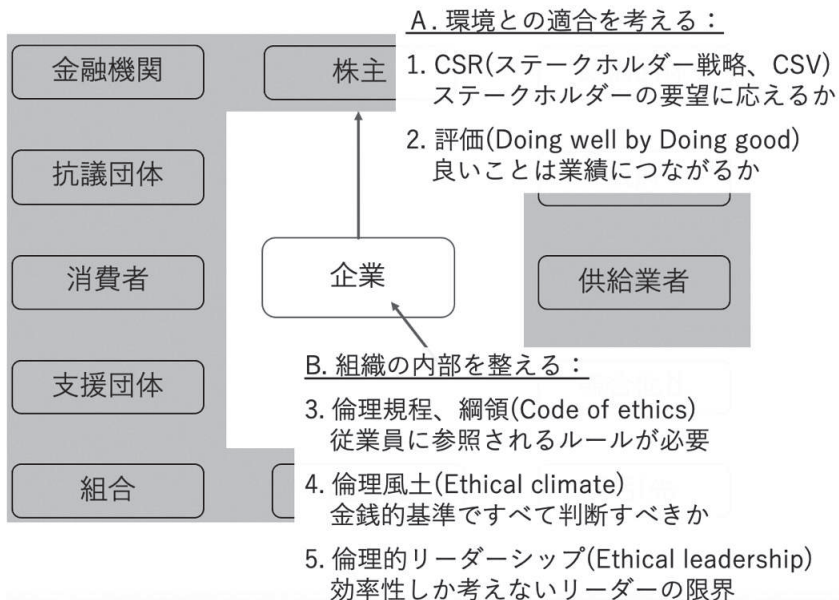 A. 環境との適合を考える：
1. CSR(ステークホルダー戦略、CSV)
ステークホルダーの要望に応えるか
2. 評価(Doing well by Doing good)
良いことは業績につながるか
金融機関
株主
抗議団体
消費者
企業
供給業者
支援団体
組合
B. 組織の内部を整える：
3. 倫理規程、綱領(Code of ethics)
従業員に参照されるルールが必要
4. 倫理風土(Ethical climate)
金銭的基準ですべて判断すべきか
5. 倫理的リーダーシップ(Ethical leadership)
効率性しか考えないリーダーの限界